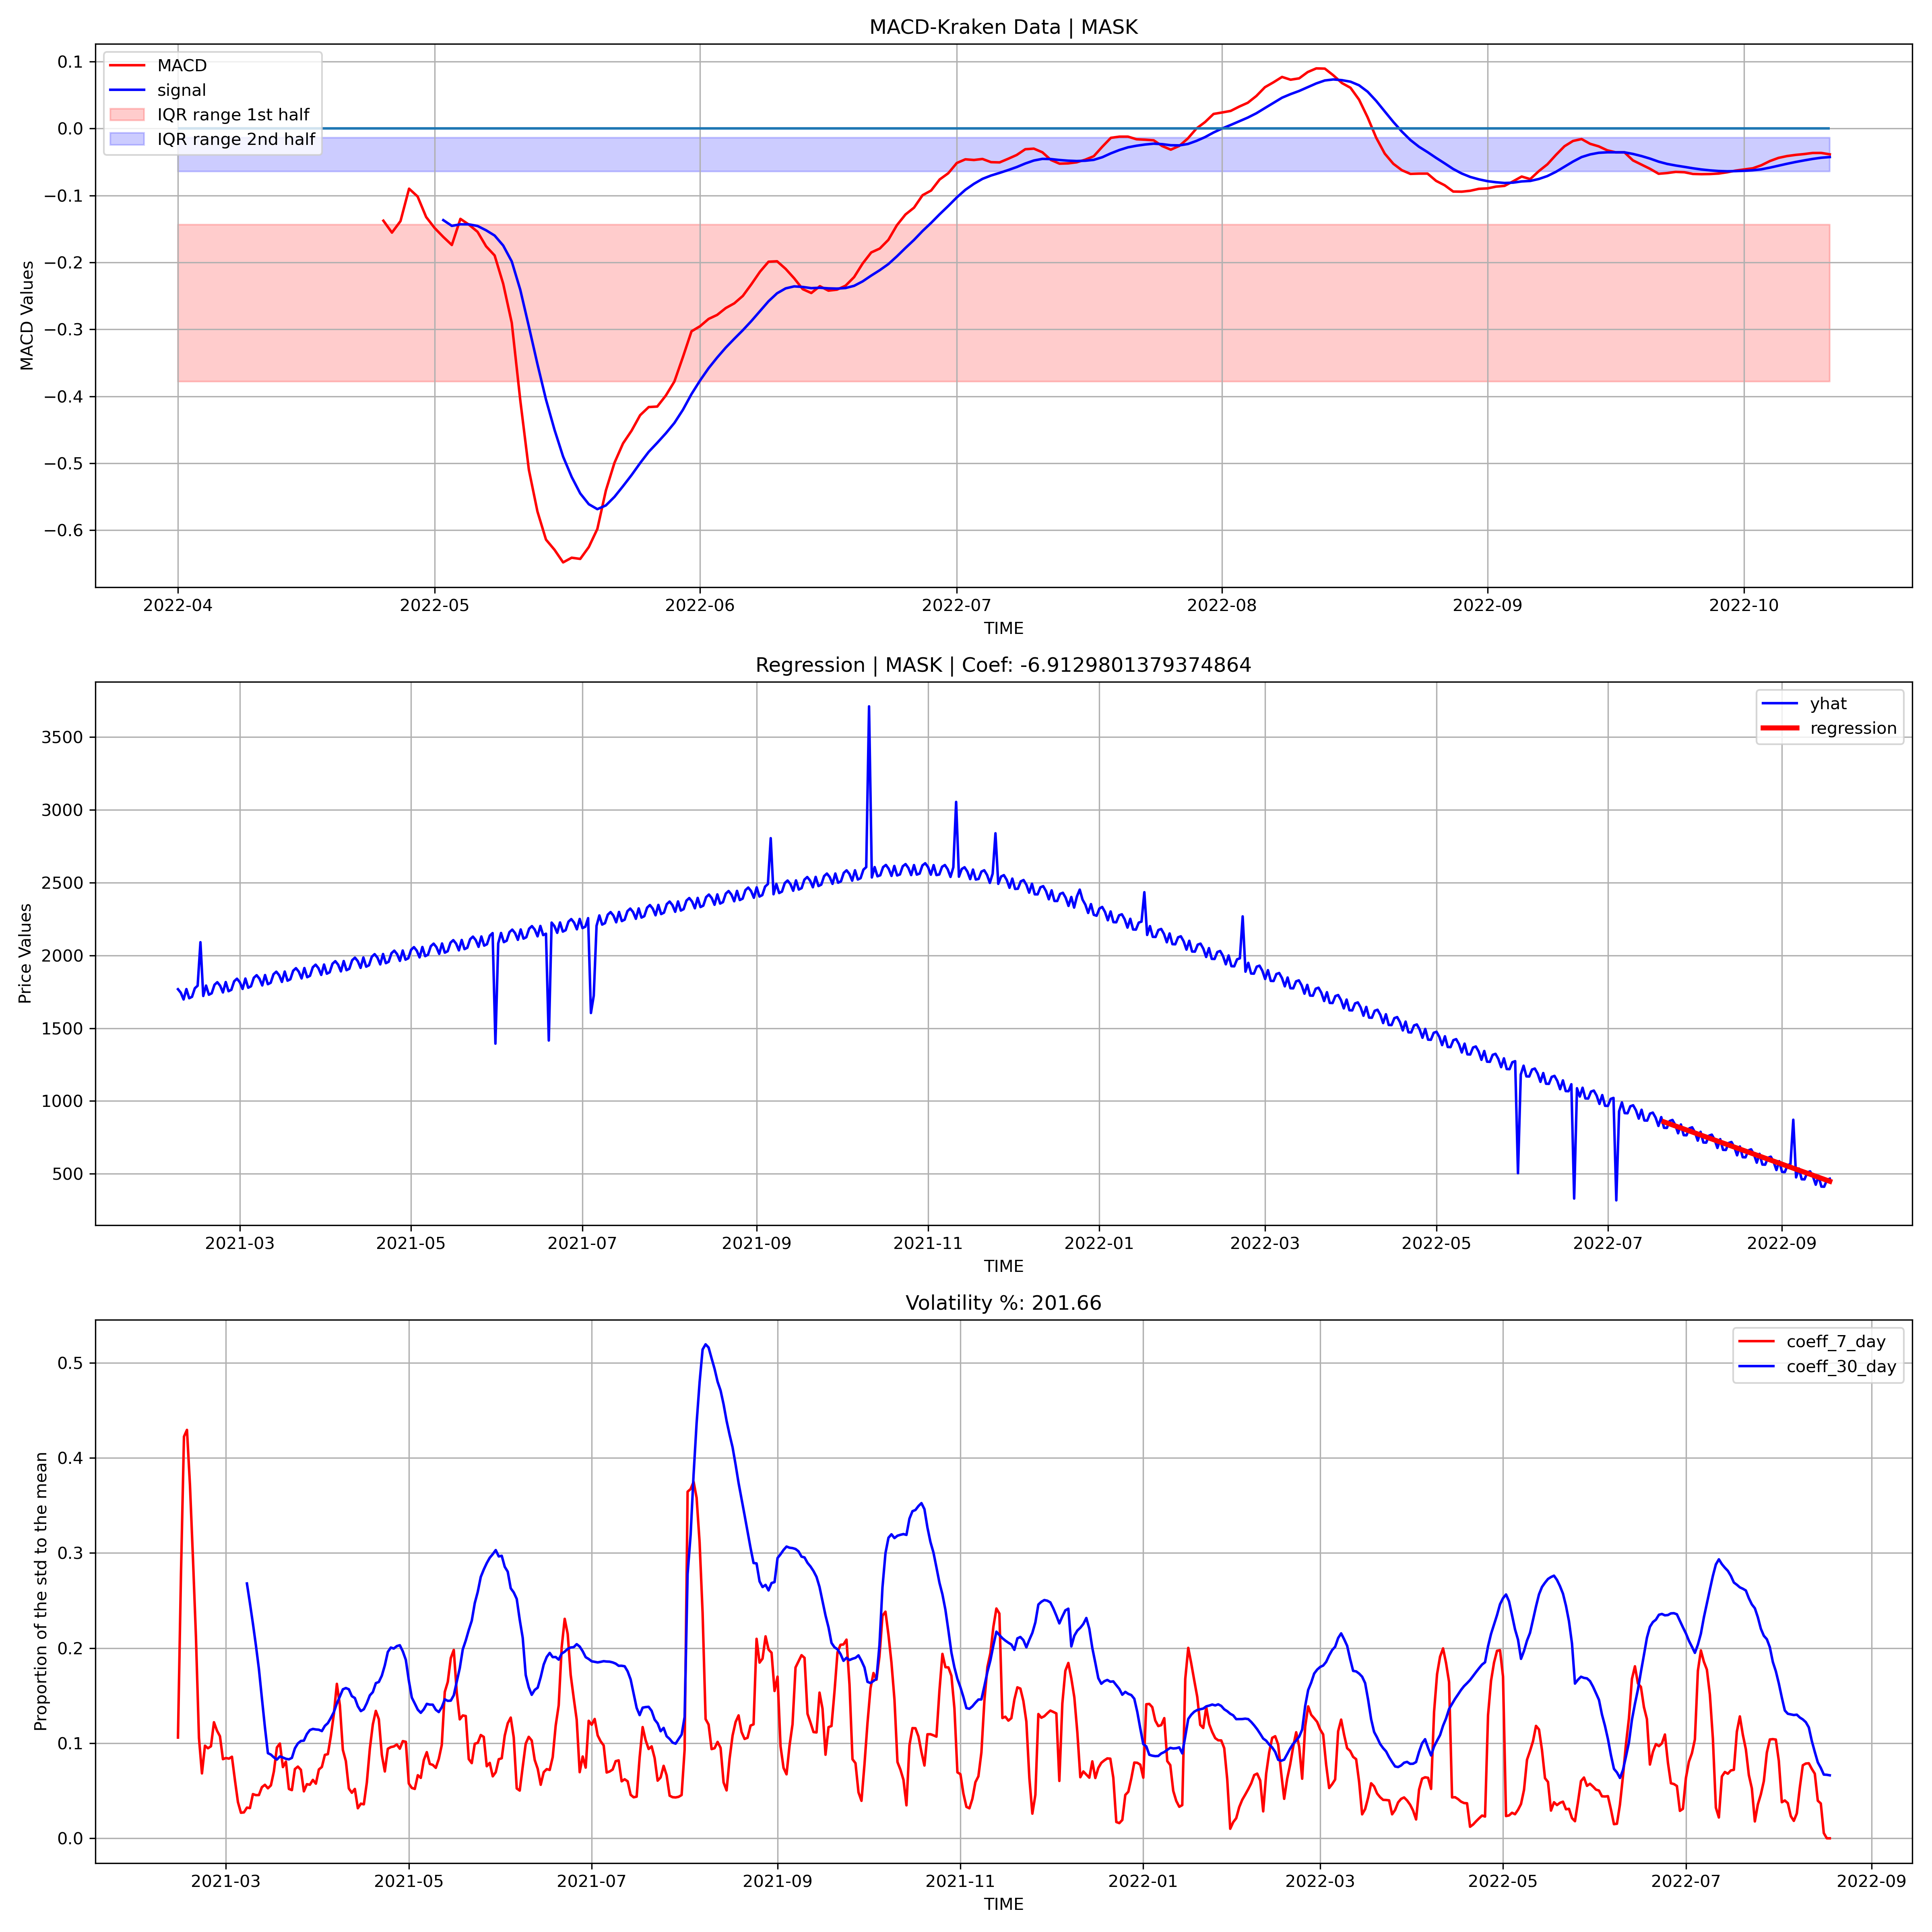 MACD-Kraken Data | MASK
MACD
signal
IQR range 1st half
IQR range 2nd half
MACD Values
0.1
0.0
−0.1
−0.2
−0.3
−0.4
−0.5
−0.6
2022-04 2022-05 2022-06 2022-07 2022-08 2022-09 2022-10
TIME
Regression | MASK | Coef: -6.9129801379374864
yhat
regression
Price Values
3500
3000
2500
2000
1500
1000
500
2021-03 2021-05 2021-07 2021-09 2021-11 2022-01 2022-03 2022-05 2022-07 2022-09
TIME
Volatility %: 201.66
coeff_7_day
coeff_30_day
Proportion of the std to the mean
0.5
0.4
0.3
0.2
0.1
0.0
2021-03 2021-05 2021-07 2021-09 2021-11 2022-01 2022-03 2022-05 2022-07 2022-09
TIME